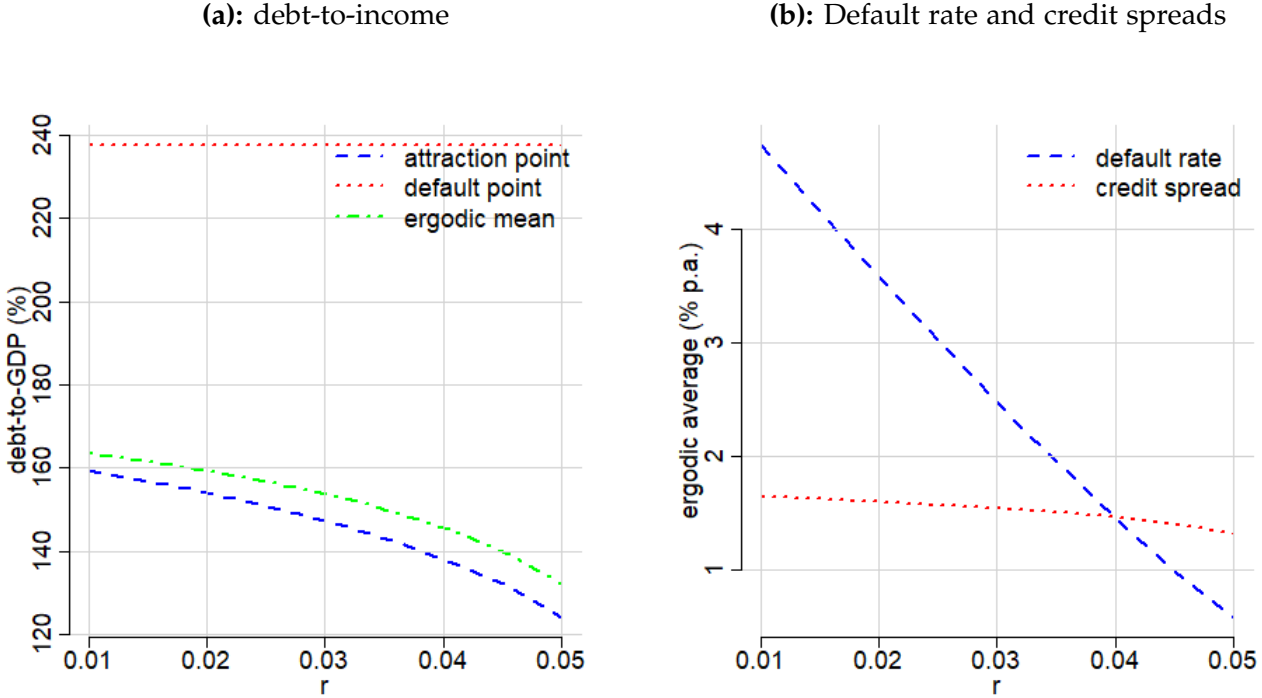 (a): debt-to-income
debt-to-GDP (%)
240
220
200
180
160
140
120
attraction point
default point
ergodic mean
0.01 0.02 0.03 0.04 0.05
r
(b): Default rate and credit spreads
ergodic average (% p.a.)
4
3
2
1
default rate
credit spread
0.01 0.02 0.03 0.04 0.05
r